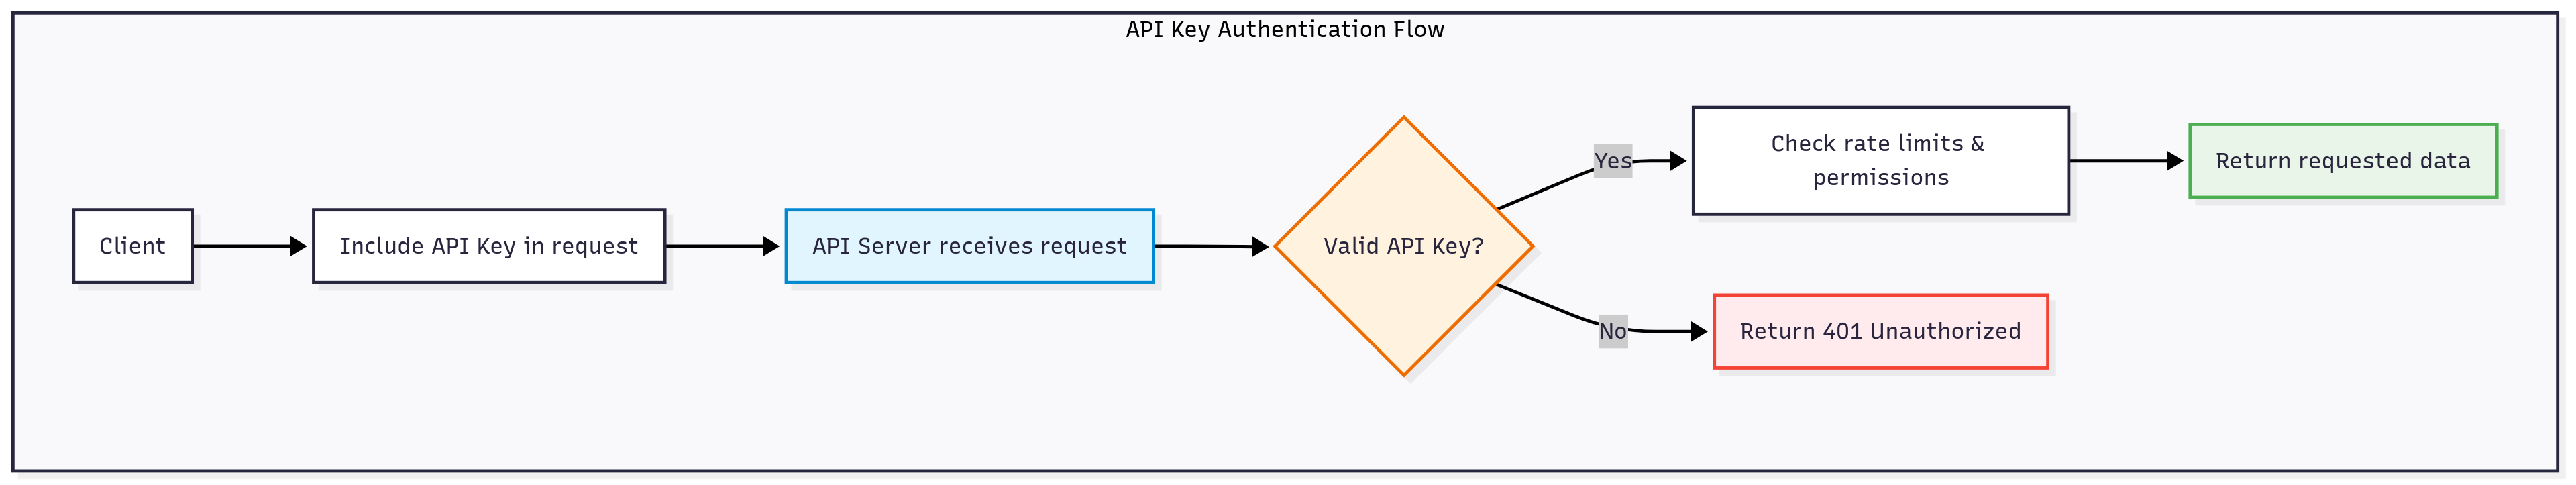 API Key Authentication Flow
Client
Include API Key in request
API Server receives request
Valid API Key?
Yes
Check rate limits &
permissions
Return requested data
No
Return 401 Unauthorized